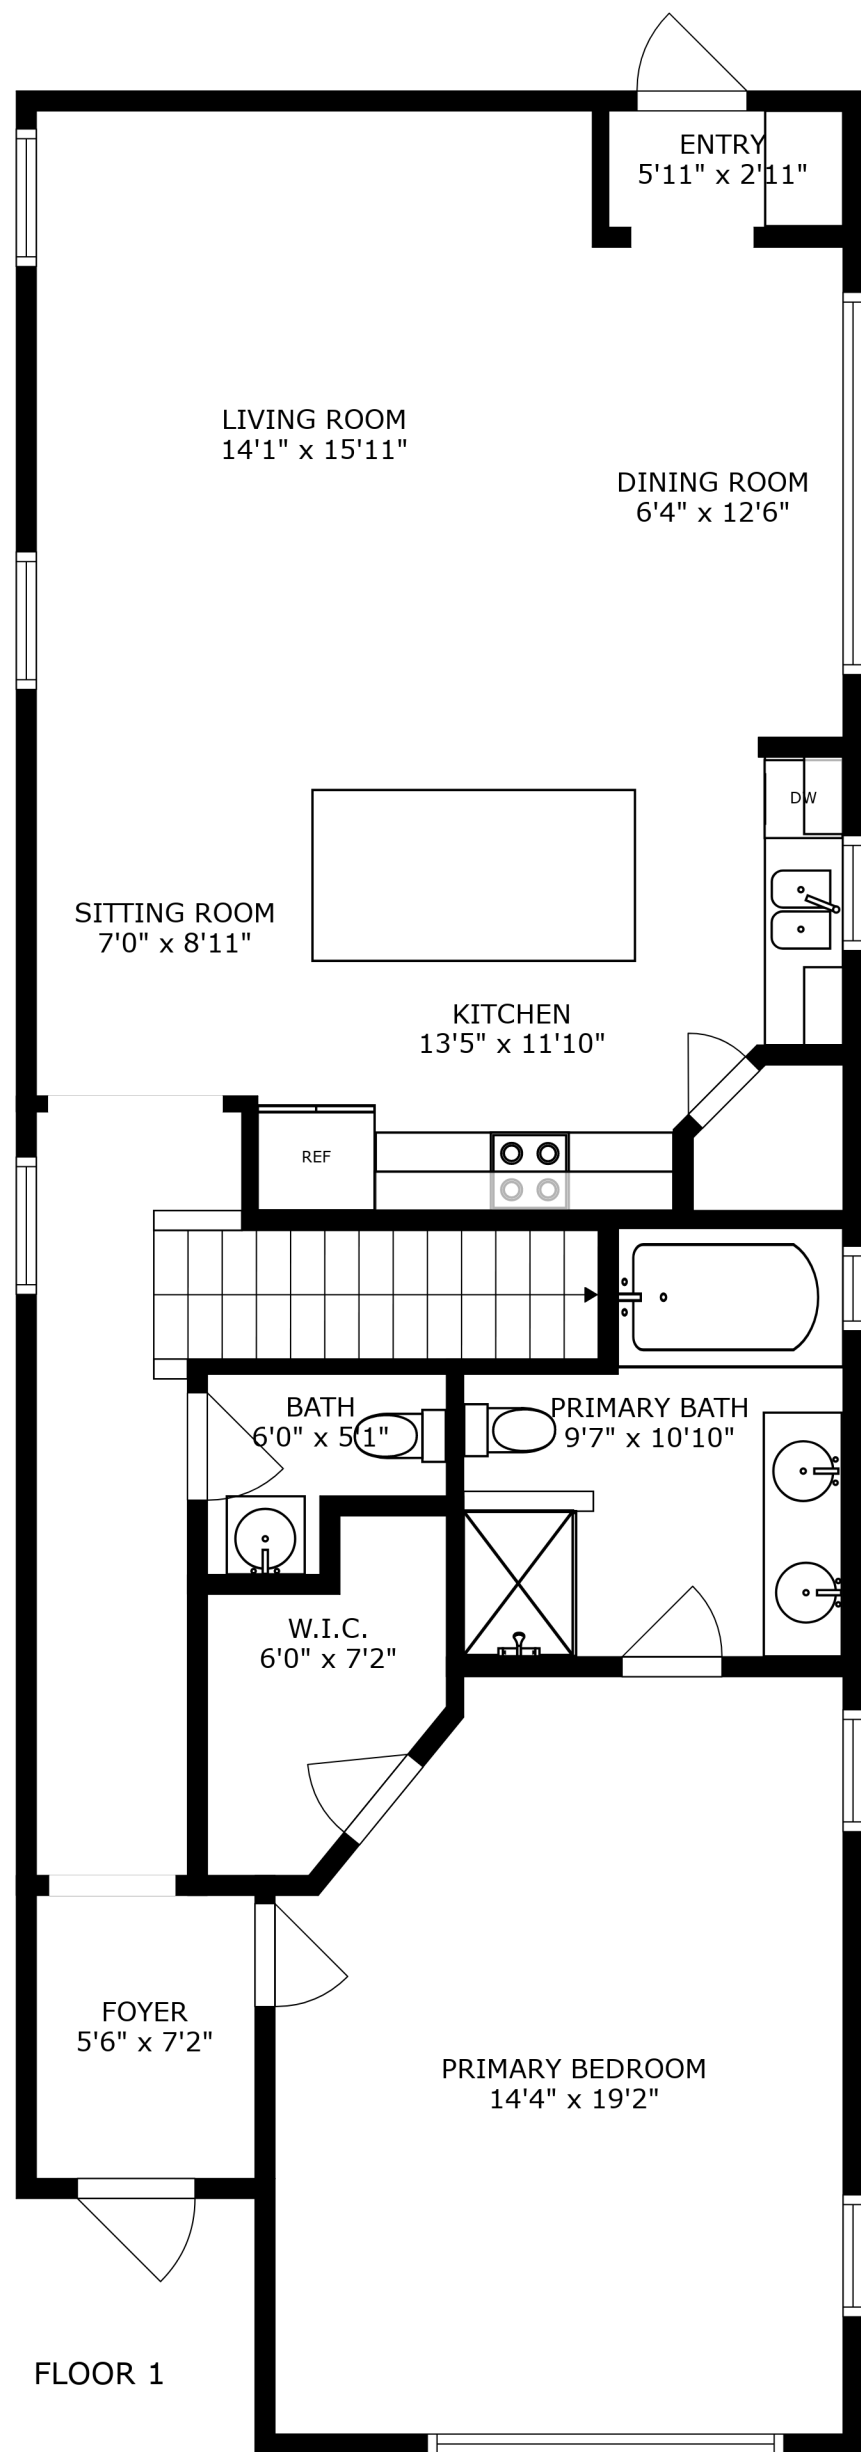 ENTRY
5'11" x 2'11"
LIVING ROOM
14'1" x 15'11"
DINING ROOM
6'4" x 12'6"
DW
SITTING ROOM
7'0" x 8'11"
KITCHEN
13'5" x 11'10"
REF
BATH
6'0" x 5'1"
PRIMARY BATH
9'7" x 10'10"
W.I.C.
6'0" x 7'2"
FOYER
5'6" x 7'2"
PRIMARY BEDROOM
14'4" x 19'2"
FLOOR 1